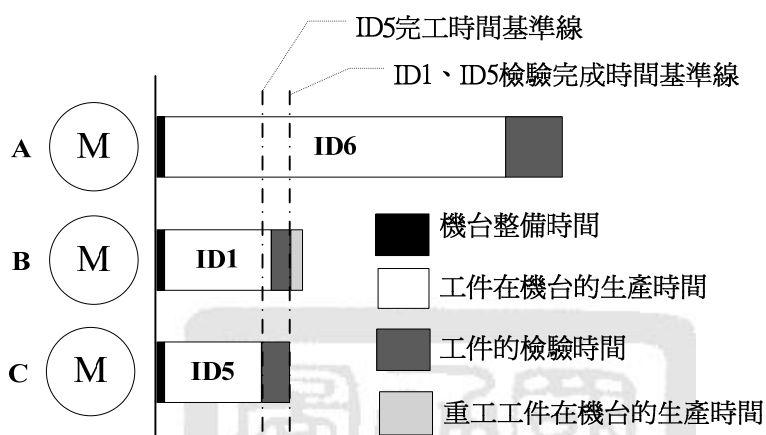 ID5完工時間基準線
ID1、ID5檢驗完成時間基準線
A M ID6
B M ID1
C M ID5
機台整備時間
工件在機台的生產時間
工件的檢驗時間
重工工件在機台的生產時間